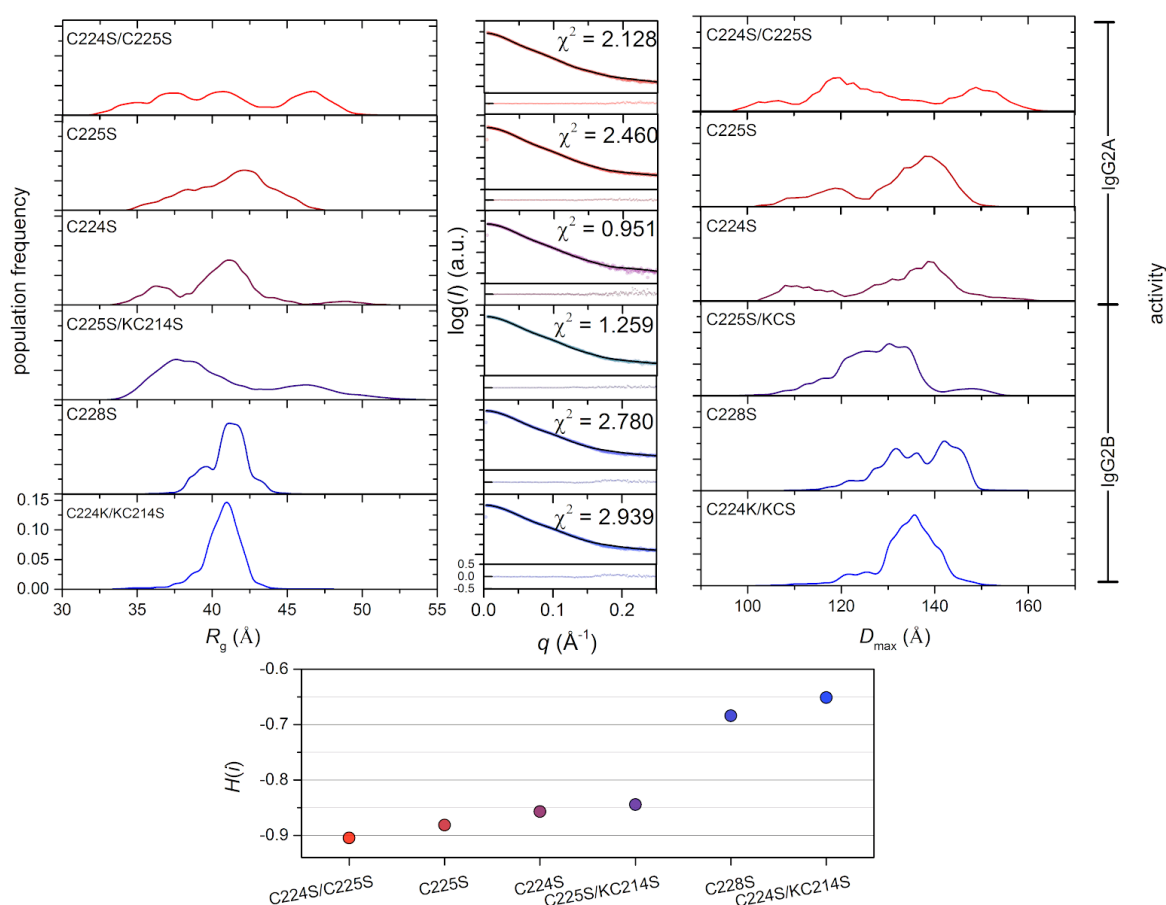 population frequency
C224S/C225S
C225S
C224S
C225S/KC214S
C228S
C224K/KC214S
0.15
0.10
0.05
0.00
30 35 40 45 50 55
Rg (Å)
log(I) (a.u.)
χ² = 2.128
χ² = 2.460
χ² = 0.951
χ² = 1.259
χ² = 2.780
χ² = 2.939
0.5
0.0
-0.5
0.0 0.1 0.2
q (Å⁻¹)
C224S/C225S
C225S
C224S
C225S/KCS
C228S
C224K/KCS
100 120 140 160
Dmax (Å)
IgG2A
IgG2B
activity
H(i)
-0.6
-0.7
-0.8
-0.9
C224S/C225S
C225S
C224S
C225S/KC214S
C228S
C224S/KC214S